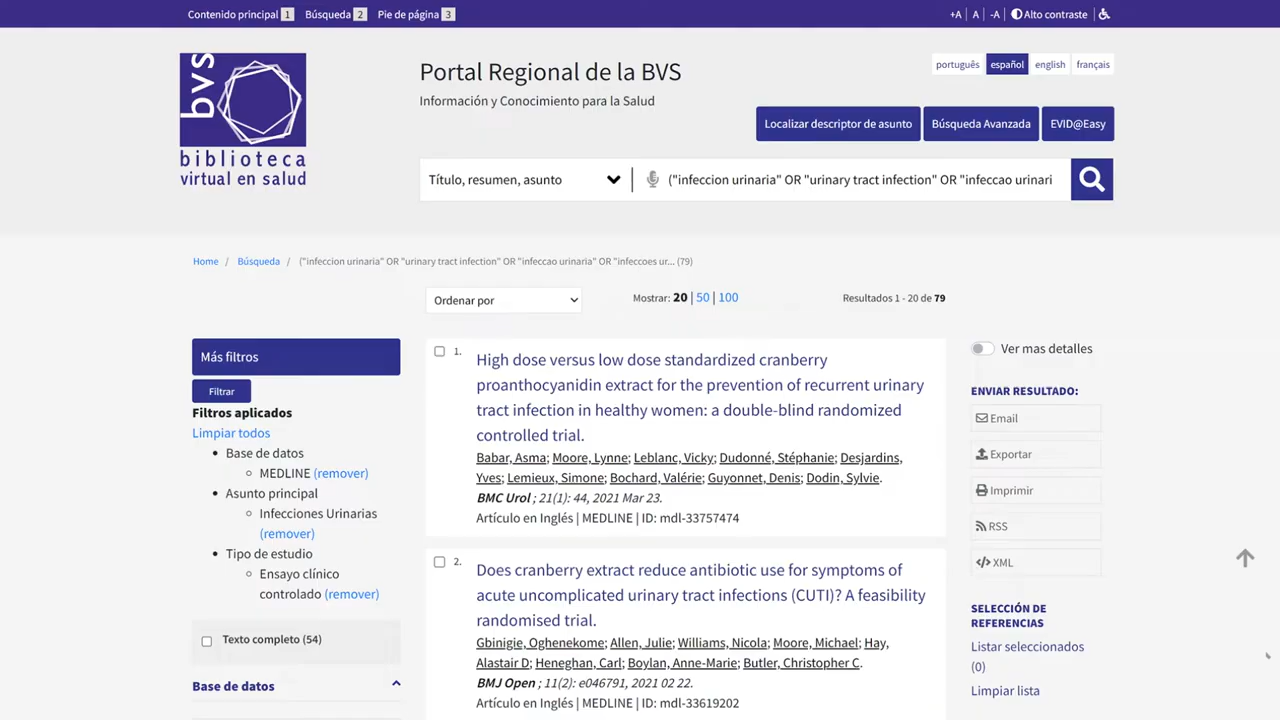 Contenido principal 1 Búsqueda 2 Pie de página 3
+A | A | -A | Alto contraste |
bvs
biblioteca
virtual en salud
Portal Regional de la BVS
Información y Conocimiento para la Salud
português español english français
Localizar descriptor de asunto Búsqueda Avanzada EVID@Easy
Título, resumen, asunto ("infeccion urinaria" OR "urinary tract infection" OR "infeccao urinari
Home / Búsqueda / ("infeccion urinaria" OR "urinary tract infection" OR "infeccao urinaria" OR "infeccoes ur... (79)
Ordenar por
Mostrar: 20 | 50 | 100
Resultados 1 - 20 de 79
Más filtros
Filtrar
Filtros aplicados
Limpiar todos
Base de datos
MEDLINE (remover)
Asunto principal
Infecciones Urinarias
(remover)
Tipo de estudio
Ensayo clínico
controlado (remover)
Texto completo (54)
Base de datos
1.
High dose versus low dose standardized cranberry
proanthocyanidin extract for the prevention of recurrent urinary
tract infection in healthy women: a double-blind randomized
controlled trial.
Babar, Asma; Moore, Lynne; Leblanc, Vicky; Dudonné, Stéphanie; Desjardins,
Yves; Lemieux, Simone; Bochard, Valérie; Guyonnet, Denis; Dodin, Sylvie.
BMC Urol ; 21(1): 44, 2021 Mar 23.
Artículo en Inglés | MEDLINE | ID: mdl-33757474
2.
Does cranberry extract reduce antibiotic use for symptoms of
acute uncomplicated urinary tract infections (CUTI)? A feasibility
randomised trial.
Gbinigie, Oghenekome; Allen, Julie; Williams, Nicola; Moore, Michael; Hay,
Alastair D; Heneghan, Carl; Boylan, Anne-Marie; Butler, Christopher C.
BMJ Open ; 11(2): e046791, 2021 02 22.
Artículo en Inglés | MEDLINE | ID: mdl-33619202
Ver mas detalles
ENVIAR RESULTADO:
Email
Exportar
Imprimir
RSS
XML
SELECCIÓN DE
REFERENCIAS
Listar seleccionados
(0)
Limpiar lista